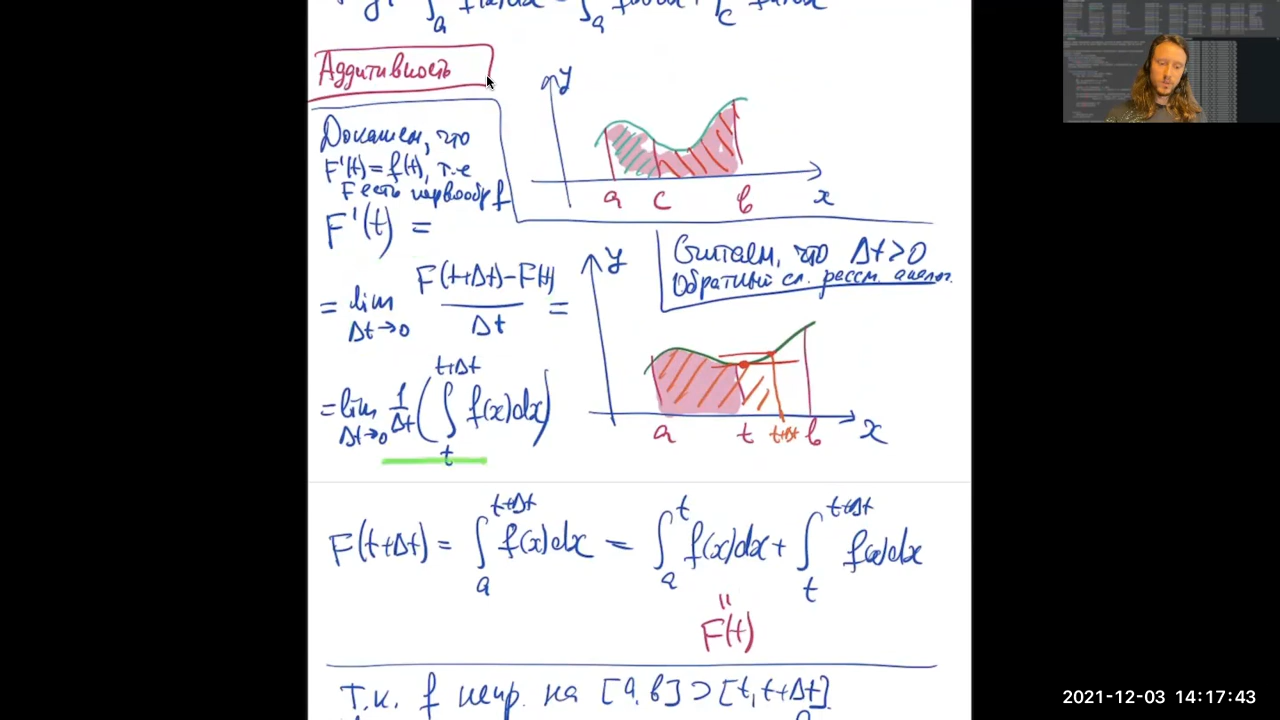 Аддитивность
y
a c b x
Докажем, что
F'(t) = f(t), т.е
F есть первообр f
F'(t) =
Считаем, что Δt > 0
Обратный сл. рассм. аналог.
= lim Δt→0 F(t+Δt) − F(t) / Δt =
y
= lim Δt→0 1/Δt ( ∫ t t+Δt f(x)dx )
a t t+Δt b x
F(t+Δt) = ∫ a t+Δt f(x)dx = ∫ a t f(x)dx + ∫ t t+Δt f(x)dx
=
F(t)
Т.к. f непр. на [a, b] ⊃ [t, t+Δt].
2021-12-03 14:17:43